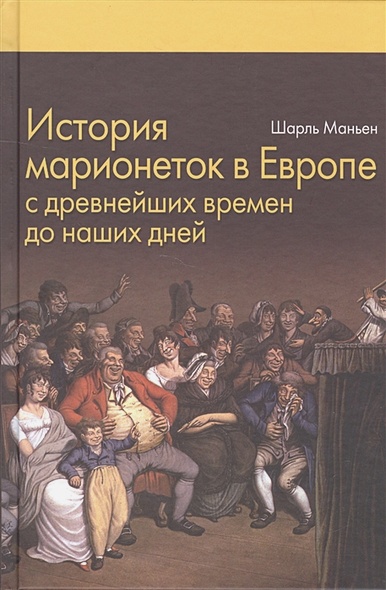 Шарль Маньен
История
марионеток в Европе
с древнейших времен
до наших дней